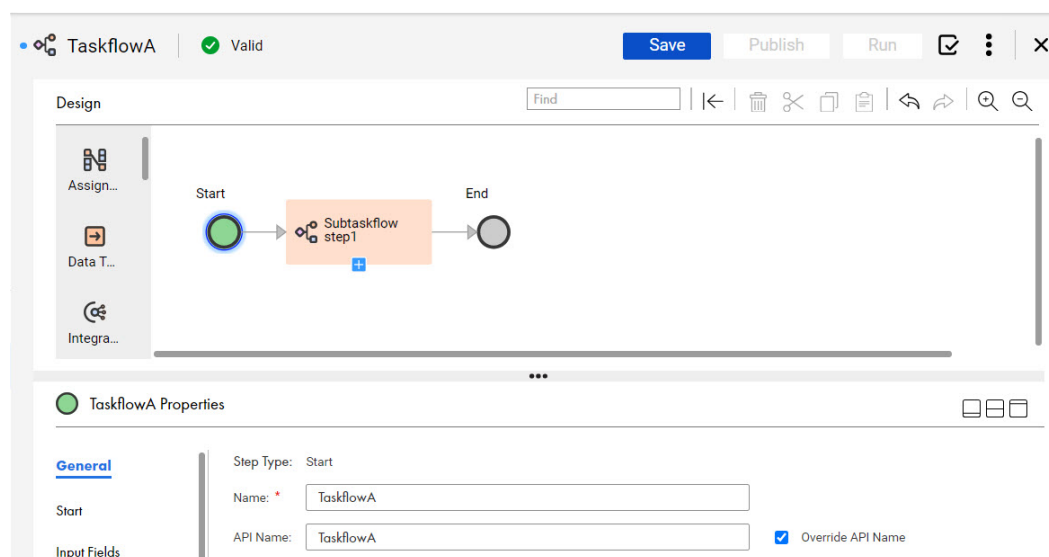 TaskflowA
Valid
Save
Publish
Run
Design
Find
Assign...
Data T...
Integra...
Start
Subtaskflow
step1
End
TaskflowA Properties
General
Start
Input Fields
Step Type: Start
Name: * TaskflowA
API Name: TaskflowA
Override API Name